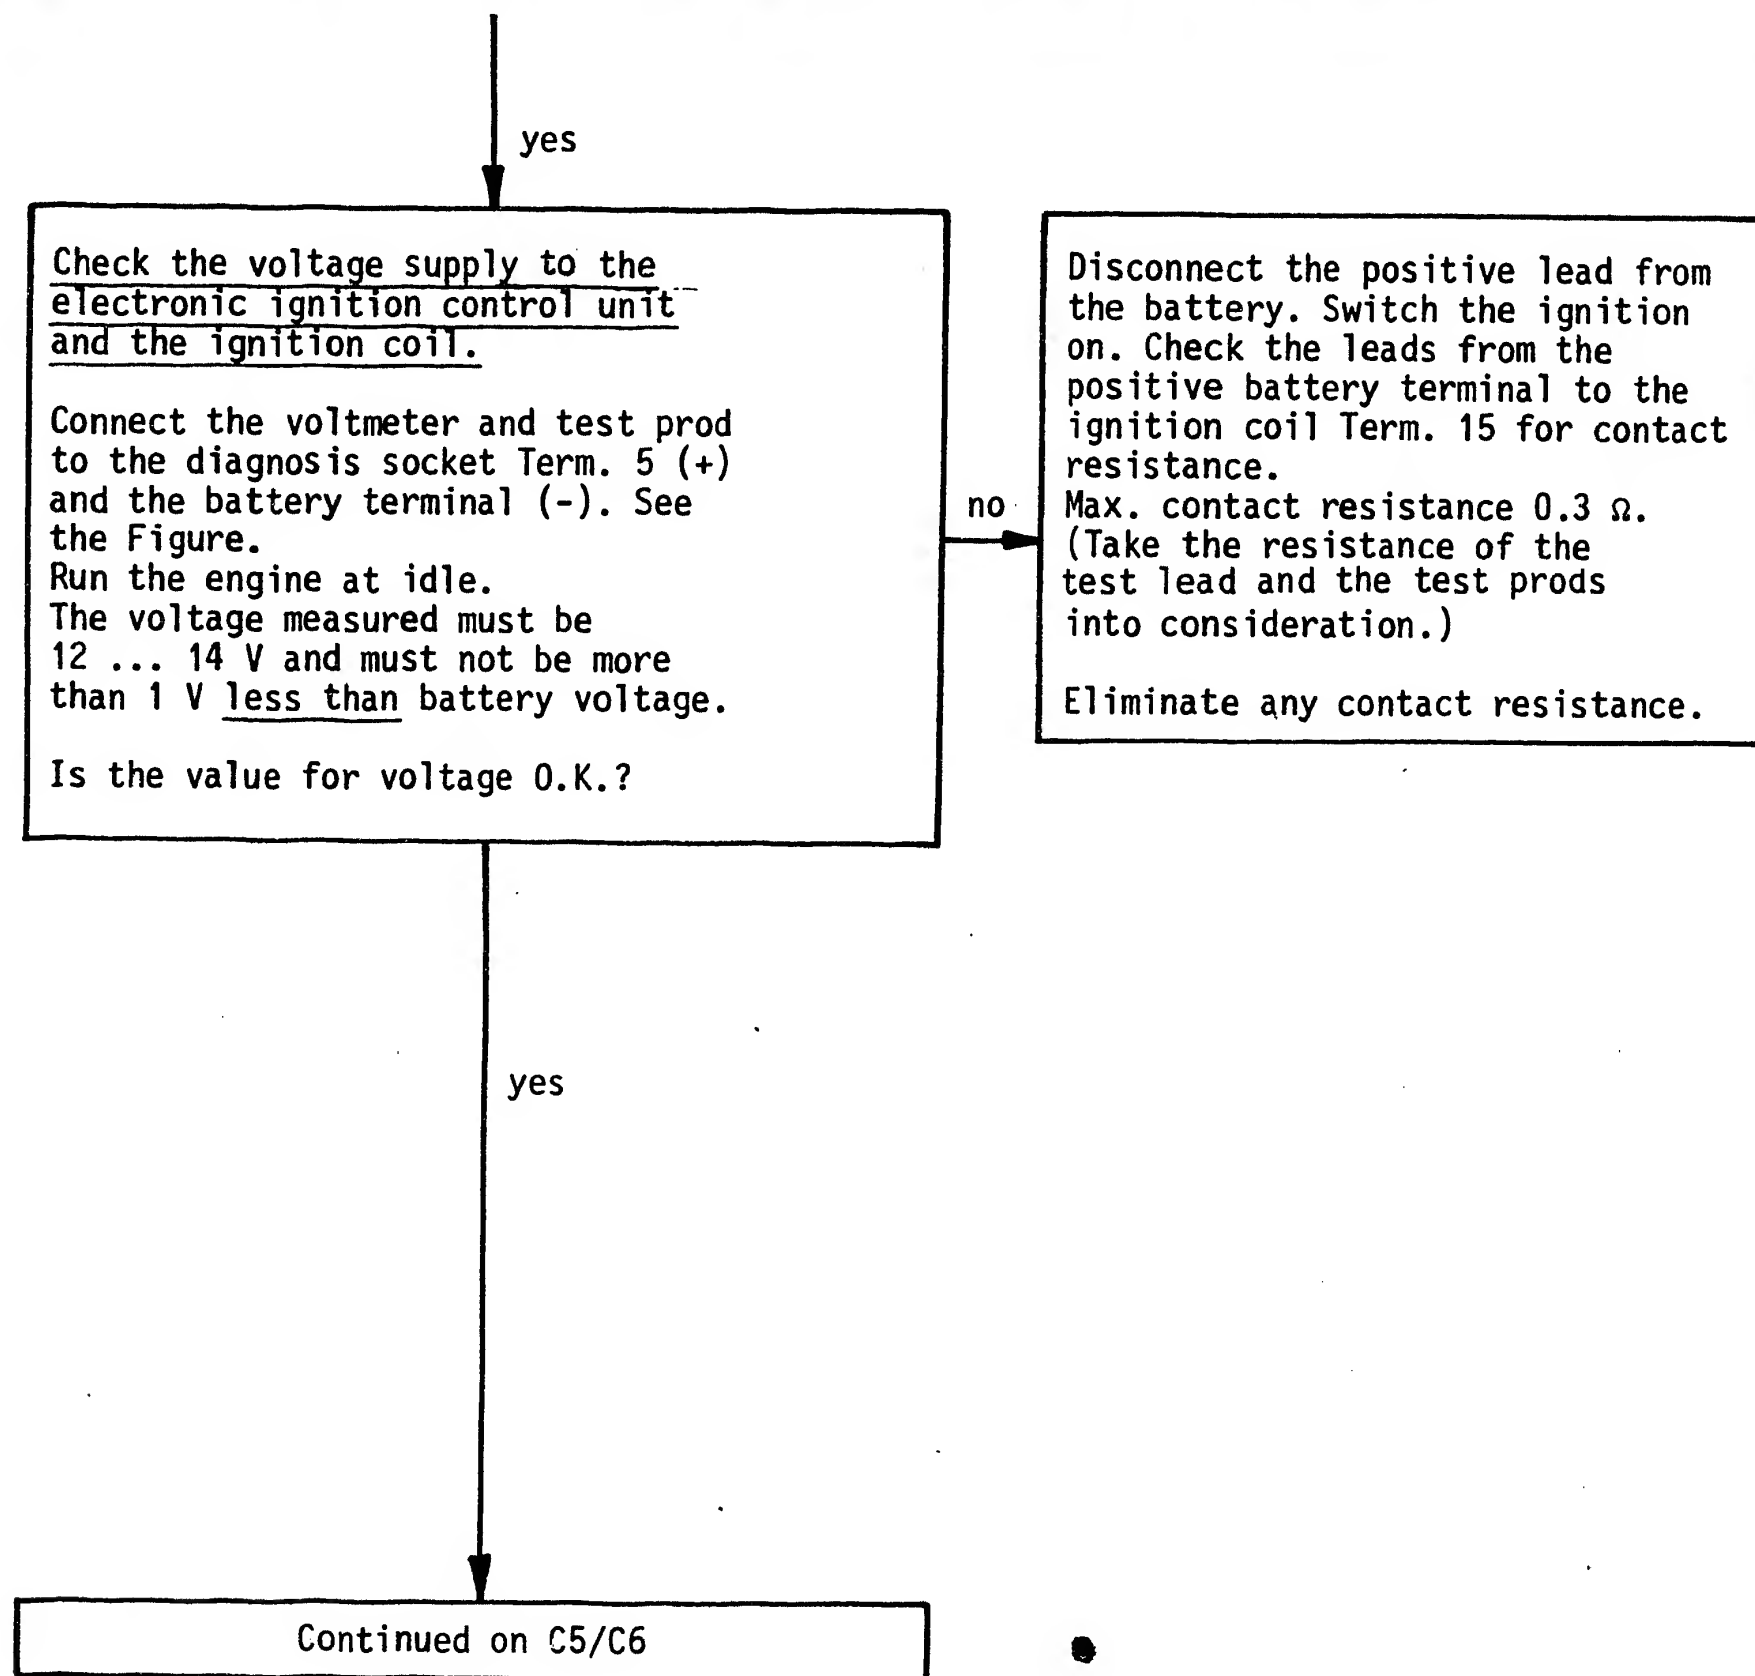 yes
Check the voltage supply to the
electronic ignition control unit
and the ignition coil.
Connect the voltmeter and test prod
to the diagnosis socket Term. 5 (+)
and the battery terminal (-). See
the Figure.
Run the engine at idle.
The voltage measured must be
12 ... 14 V and must not be more
than 1 V less than battery voltage.
Is the value for voltage O.K.?
no
Disconnect the positive lead from
the battery. Switch the ignition
on. Check the leads from the
positive battery terminal to the
ignition coil Term. 15 for contact
resistance.
Max. contact resistance 0.3 Ω.
(Take the resistance of the
test lead and the test prods
into consideration.)
Eliminate any contact resistance.
yes
Continued on C5/C6